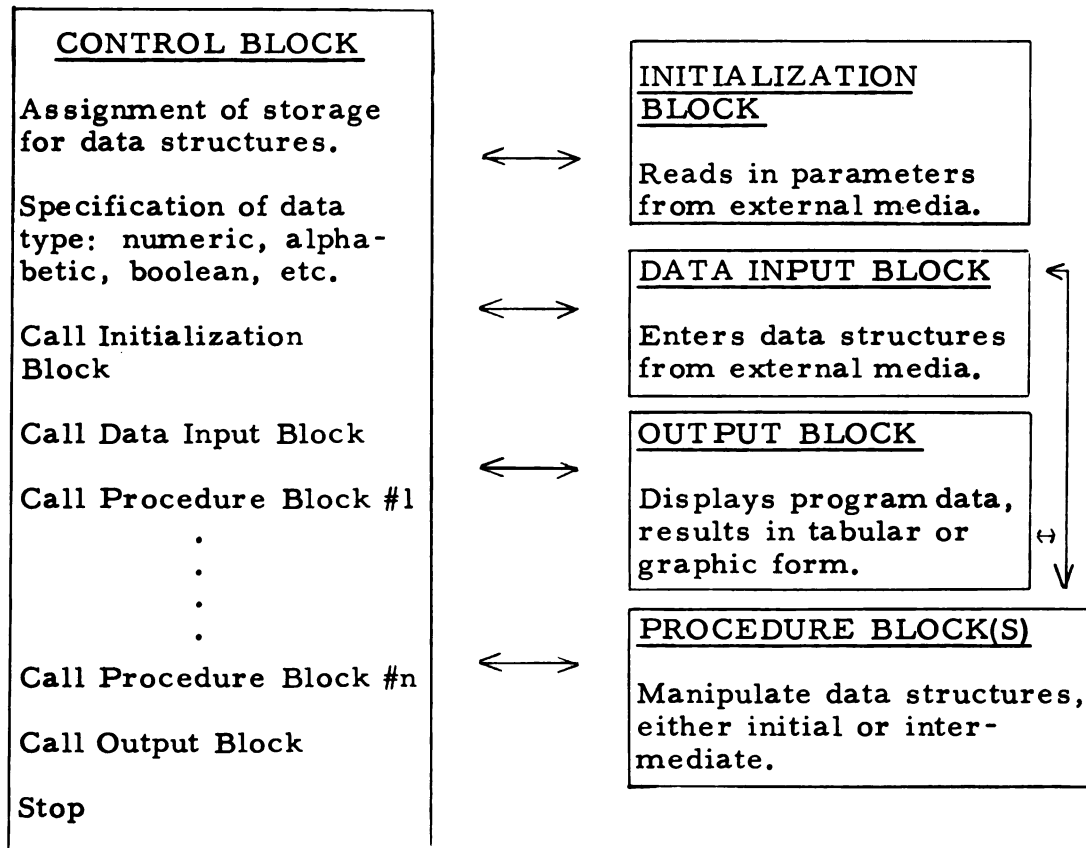 CONTROL BLOCK
Assignment of storage
for data structures.
Specification of data
type: numeric, alpha-
betic, boolean, etc.
Call Initialization
Block
Call Data Input Block
Call Procedure Block #1
.
.
.
.
Call Procedure Block #n
Call Output Block
Stop
INITIALIZATION
BLOCK
Reads in parameters
from external media.
DATA INPUT BLOCK
Enters data structures
from external media.
OUTPUT BLOCK
Displays program data,
results in tabular or
graphic form.
PROCEDURE BLOCK(S)
Manipulate data structures,
either initial or inter-
mediate.